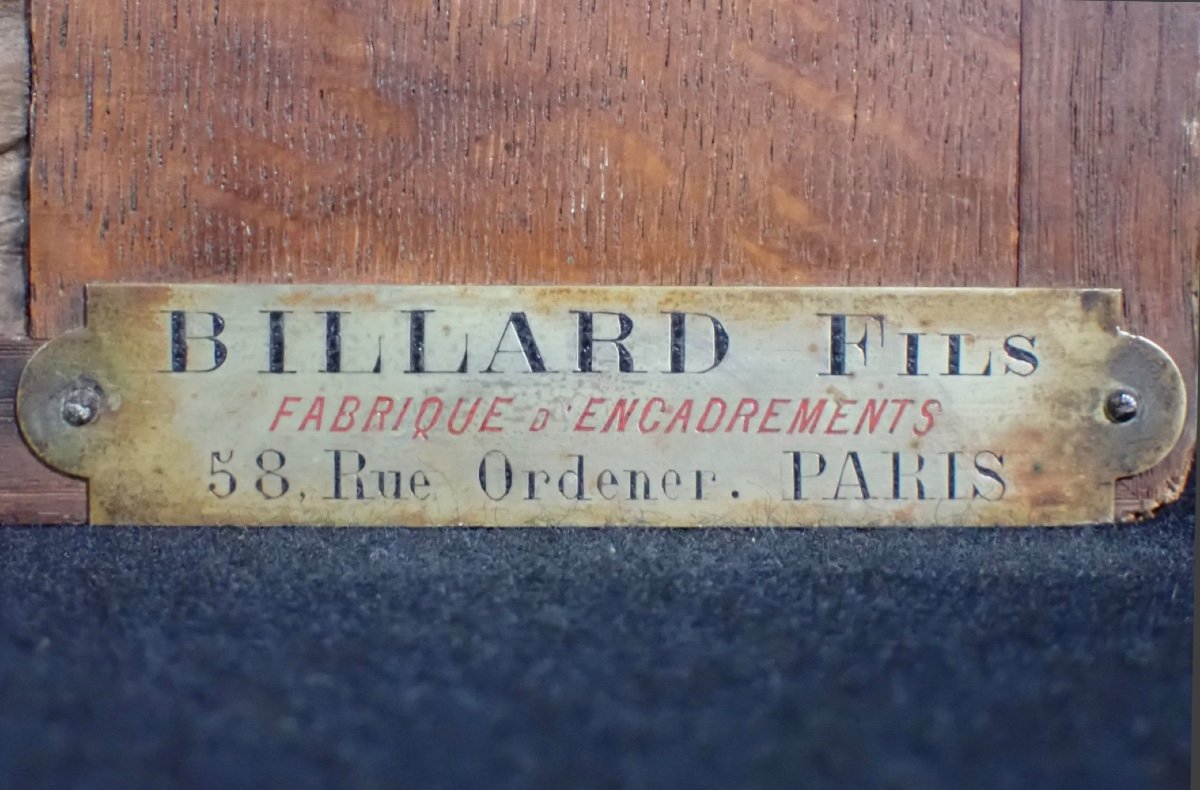 BILLARD FILS
FABRIQUE D'ENCADREMENTS
58, Rue Ordener. PARIS